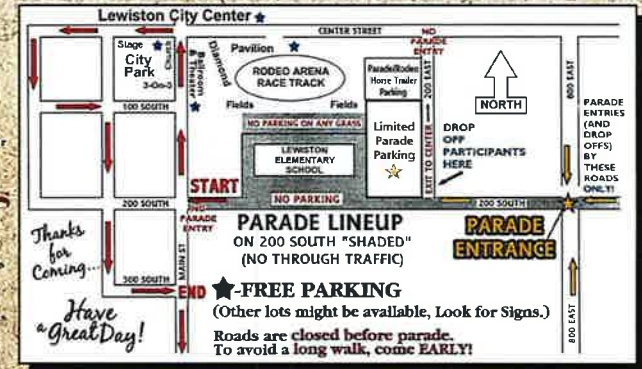 Lewiston City Center
CENTER STREET
NO
PARADE
ENTRY
Stage
City
Park
3-On-3
Church
Ballroom
& Theater
Diamond
Pavilion
RODEO ARENA
RACE TRACK
Fields
Fields
Parade/Rodeo
Horse Trailer
Parking
200 EAST
NORTH
800 EAST
100 SOUTH
NO PARKING ON ANY GRASS
LEWISTON
ELEMENTARY
SCHOOL
Limited
Parade
Parking
EXIT TO CENTER
DROP
OFF
PARTICIPANTS
HERE
PARADE
ENTRIES
(AND
DROP
OFFS)
BY
THESE
ROADS
ONLY!
START
NO PARKING
200 SOUTH
200 SOUTH
NO
PARADE
ENTRY
PARADE LINEUP
ON 200 SOUTH "SHADED"
(NO THROUGH TRAFFIC)
PARADE
ENTRANCE
Thanks
for
Coming...
MAIN ST
300 SOUTH
END
-FREE PARKING
(Other lots might be available, Look for Signs.)
Have
a Great Day!
Roads are closed before parade.
To avoid a long walk, come EARLY!
800 EAST